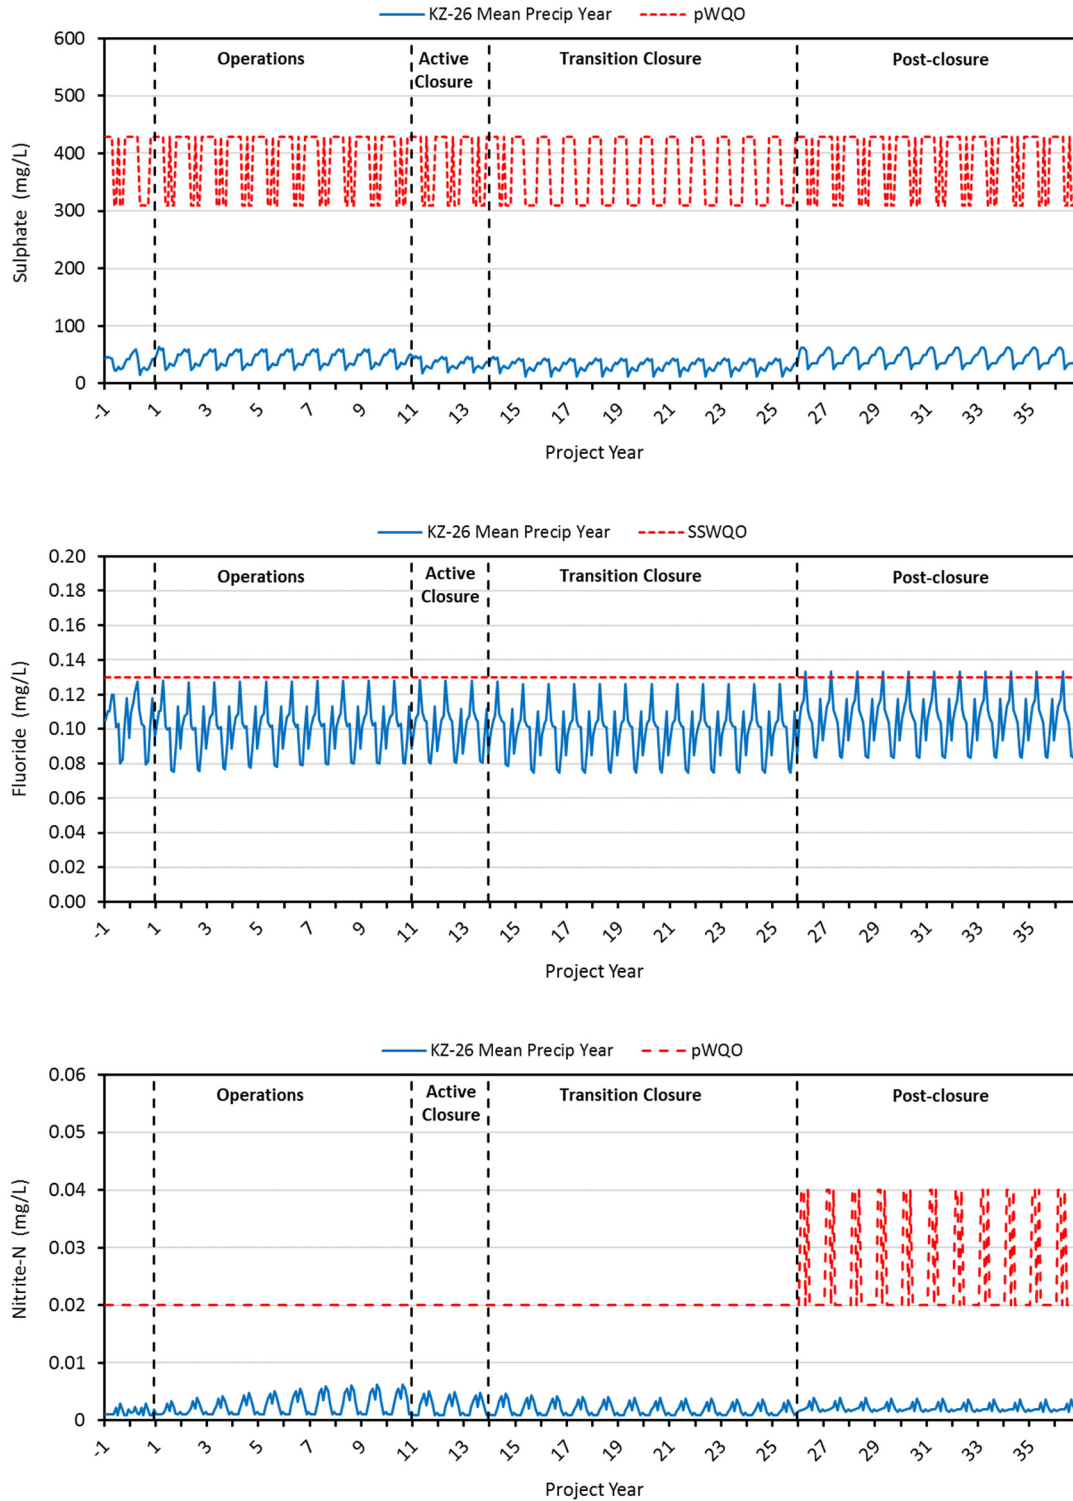 KZ-26 Mean Precip Year pWQO
600
500
400
300
200
100
0
Sulphate (mg/L)
Operations
Active Closure
Transition Closure
Post-closure
-1 1 3 5 7 9 11 13 15 17 19 21 23 25 27 29 31 33 35
Project Year
KZ-26 Mean Precip Year SSWQO
0.20
0.18
0.16
0.14
0.12
0.10
0.08
0.06
0.04
0.02
0.00
Fluoride (mg/L)
Operations
Active Closure
Transition Closure
Post-closure
-1 1 3 5 7 9 11 13 15 17 19 21 23 25 27 29 31 33 35
Project Year
KZ-26 Mean Precip Year pWQO
0.06
0.05
0.04
0.03
0.02
0.01
0
Nitrite-N (mg/L)
Operations
Active Closure
Transition Closure
Post-closure
-1 1 3 5 7 9 11 13 15 17 19 21 23 25 27 29 31 33 35
Project Year